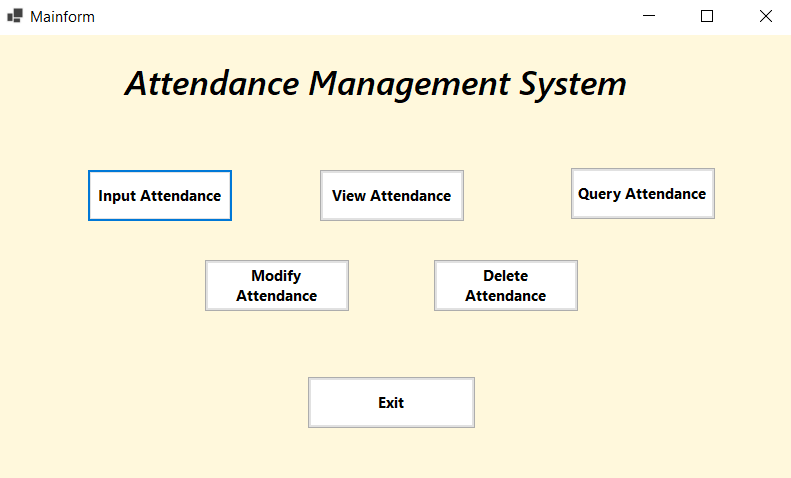 Mainform
Attendance Management System
Input Attendance
View Attendance
Query Attendance
Modify
Attendance
Delete
Attendance
Exit